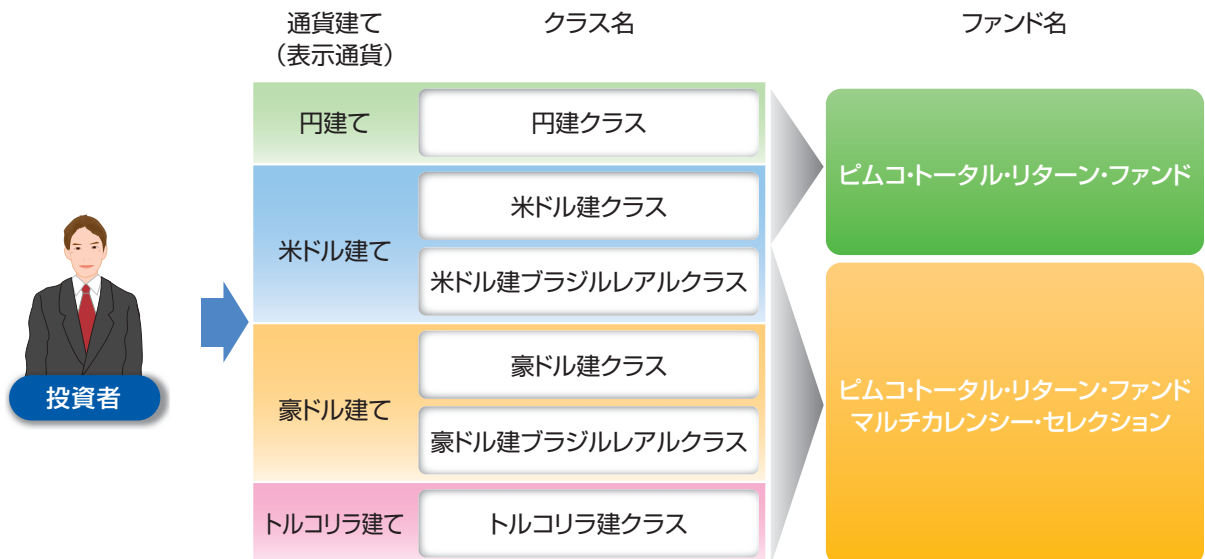 通貨建て
（表示通貨）
クラス名
ファンド名
円建て
円建クラス
米ドル建て
米ドル建クラス
米ドル建ブラジルレアルクラス
豪ドル建て
豪ドル建クラス
豪ドル建ブラジルレアルクラス
トルコリラ建て
トルコリラ建クラス
ピムコ・トータル・リターン・ファンド
ピムコ・トータル・リターン・ファンド
マルチカレンシー・セレクション
投資者